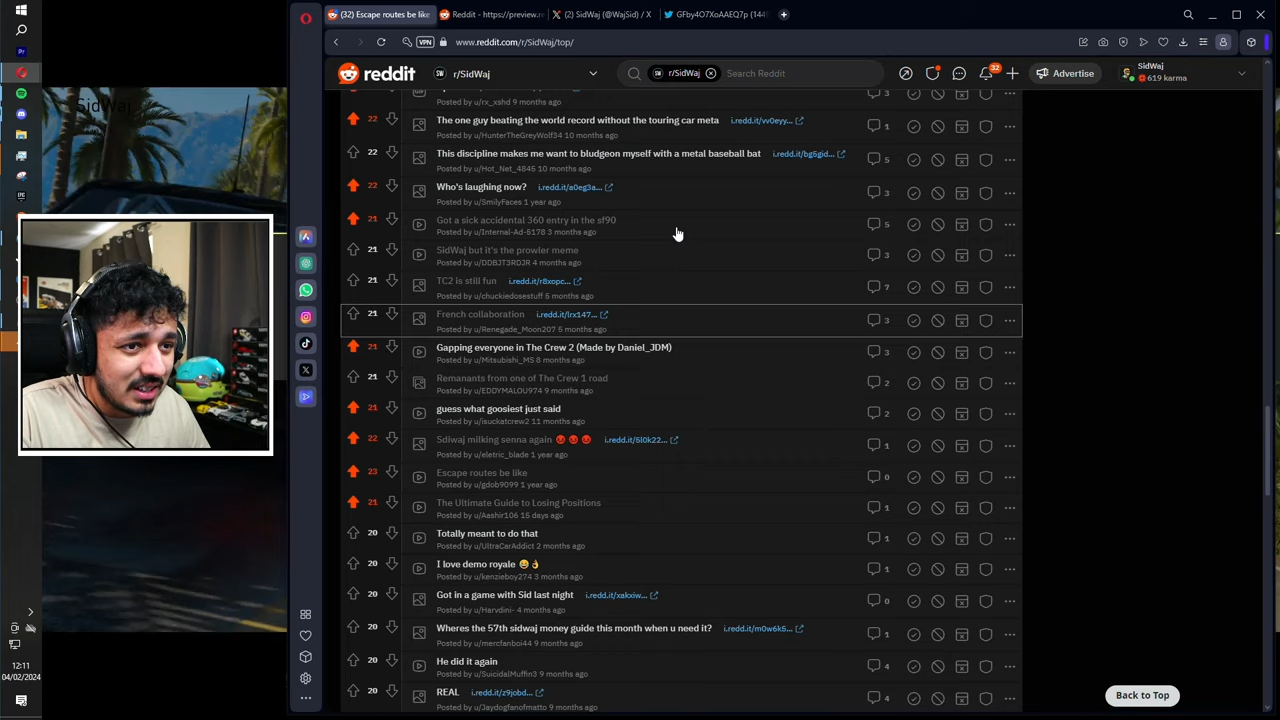 (32) Escape routes be like
Reddit - https://preview.re
(2) SidWaj (@WajSid) / X
GFby4O7XoAAEQ7p (144
VPN
www.reddit.com/r/SidWaj/top/
reddit
r/SidWaj
r/SidWaj
Search Reddit
32
Advertise
SidWaj
619 karma
SidWaj
Posted by u/rx_xshd 9 months ago
3
22
The one guy beating the world record without the touring car meta i.redd.it/vv0eyy...
Posted by u/HunterTheGreyWolf34 10 months ago
1
22
This discipline makes me want to bludgeon myself with a metal baseball bat i.redd.it/bg5gid...
Posted by u/Hot_Net_4845 10 months ago
5
22
Who's laughing now? i.redd.it/a0eg3a...
Posted by u/SmilyFaces 1 year ago
3
21
Got a sick accidental 360 entry in the sf90
Posted by u/Internal-Ad-5178 3 months ago
5
21
SidWaj but it's the prowler meme
Posted by u/DDBJT3RDJR 4 months ago
3
21
TC2 is still fun i.redd.it/r8xopc...
Posted by u/chuckiedosestuff 5 months ago
7
21
French collaboration i.redd.it/lrx147...
Posted by u/Renegade_Moon207 5 months ago
3
21
Gapping everyone in The Crew 2 (Made by Daniel_JDM)
Posted by u/Mitsubishi_MS 8 months ago
3
21
Remanants from one of The Crew 1 road
Posted by u/EDDYMALOU974 9 months ago
2
21
guess what goosiest just said
Posted by u/isuckatcrew2 11 months ago
2
22
Sdiwaj milking senna again 😡 😡 😡 i.redd.it/5l0k22...
Posted by u/eletric_blade 1 year ago
1
23
Escape routes be like
Posted by u/gdob9099 1 year ago
0
21
The Ultimate Guide to Losing Positions
Posted by u/Aashir106 15 days ago
1
20
Totally meant to do that
Posted by u/UltraCarAddict 2 months ago
1
20
I love demo royale 😆👌
Posted by u/kenzieboy274 3 months ago
1
20
Got in a game with Sid last night i.redd.it/xakxiw...
Posted by u/Harvdini- 4 months ago
0
20
Wheres the 57th sidwaj money guide this month when u need it? i.redd.it/m0w6k5...
Posted by u/mercfanboi44 9 months ago
1
20
He did it again
Posted by u/SuicidalMuffin3 9 months ago
4
20
REAL i.redd.it/z9jobd...
Posted by u/Jaydogfanofmatto 9 months ago
4
Back to Top
12:11
04/02/2024